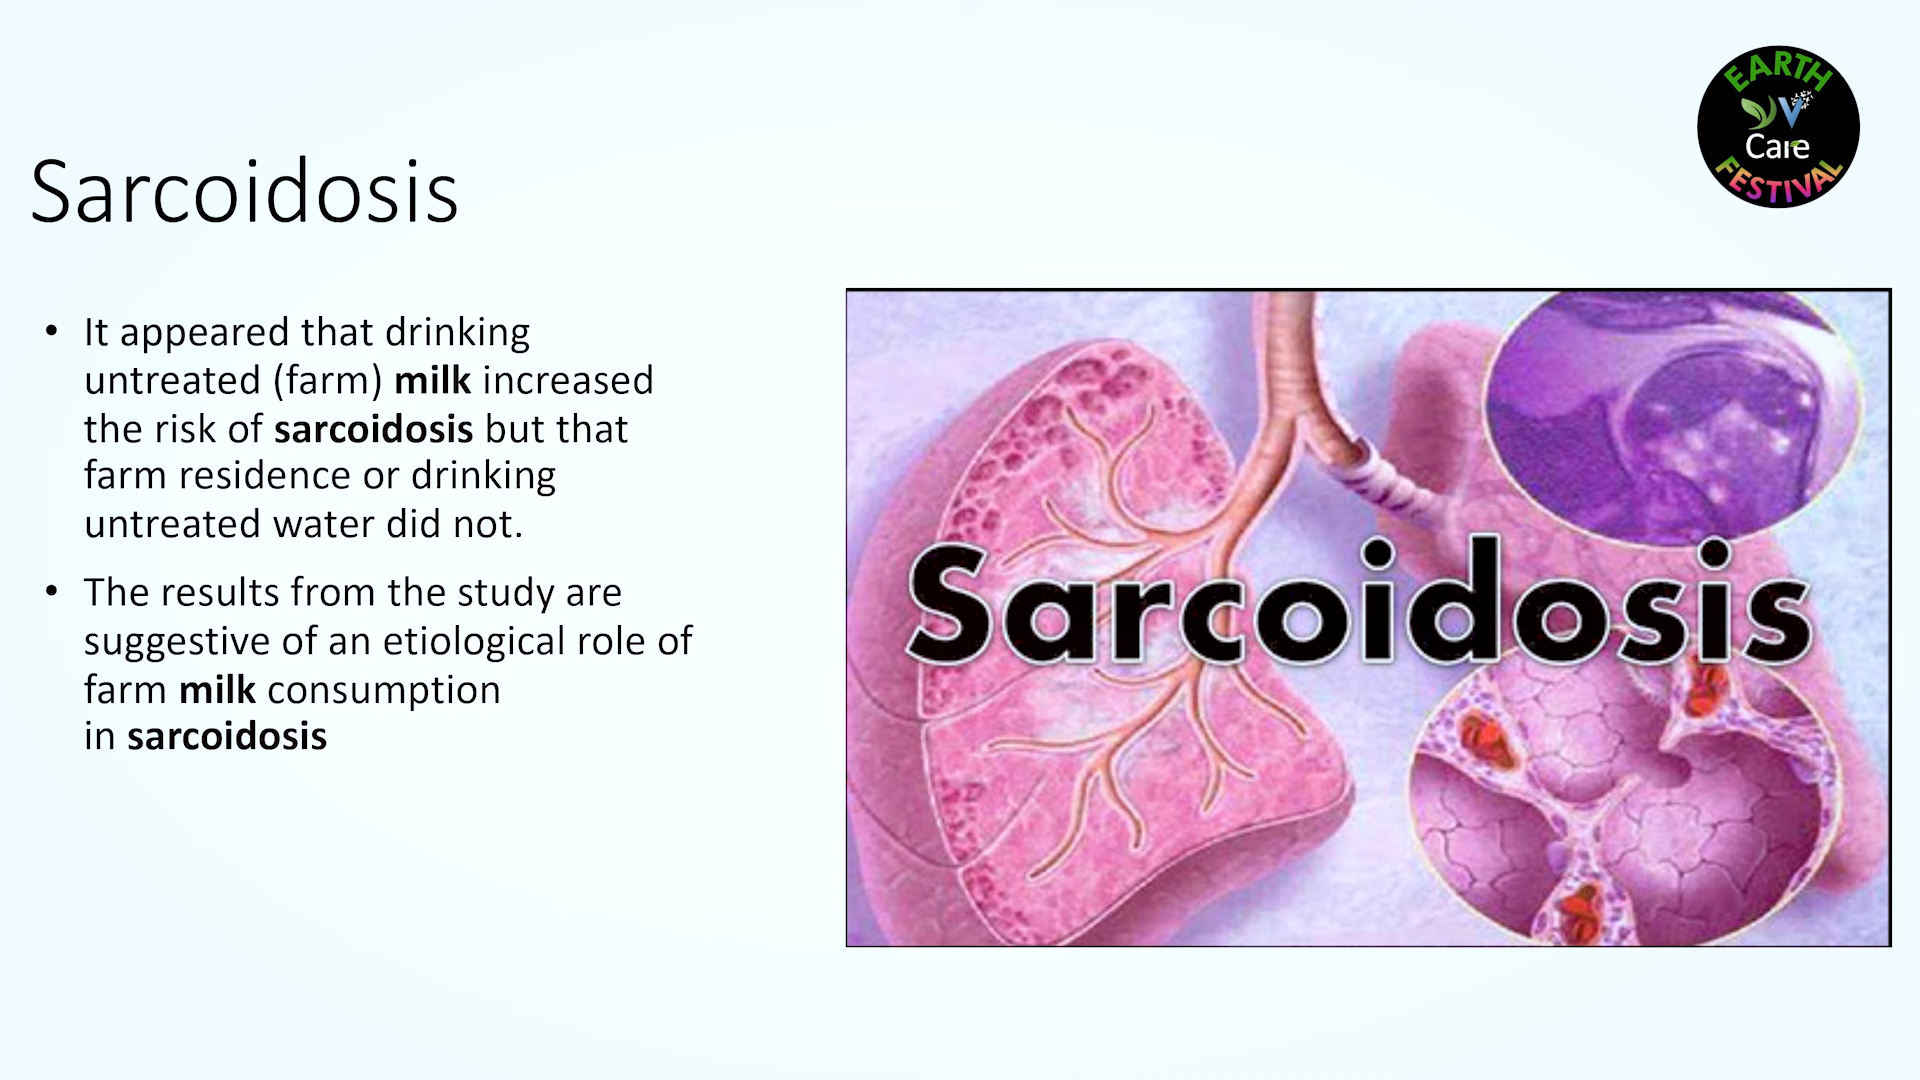 EARTH
V
Care
FESTIVAL
Sarcoidosis
• It appeared that drinking
untreated (farm) milk increased
the risk of sarcoidosis but that
farm residence or drinking
untreated water did not.
• The results from the study are
suggestive of an etiological role of
farm milk consumption
in sarcoidosis
Sarcoidosis